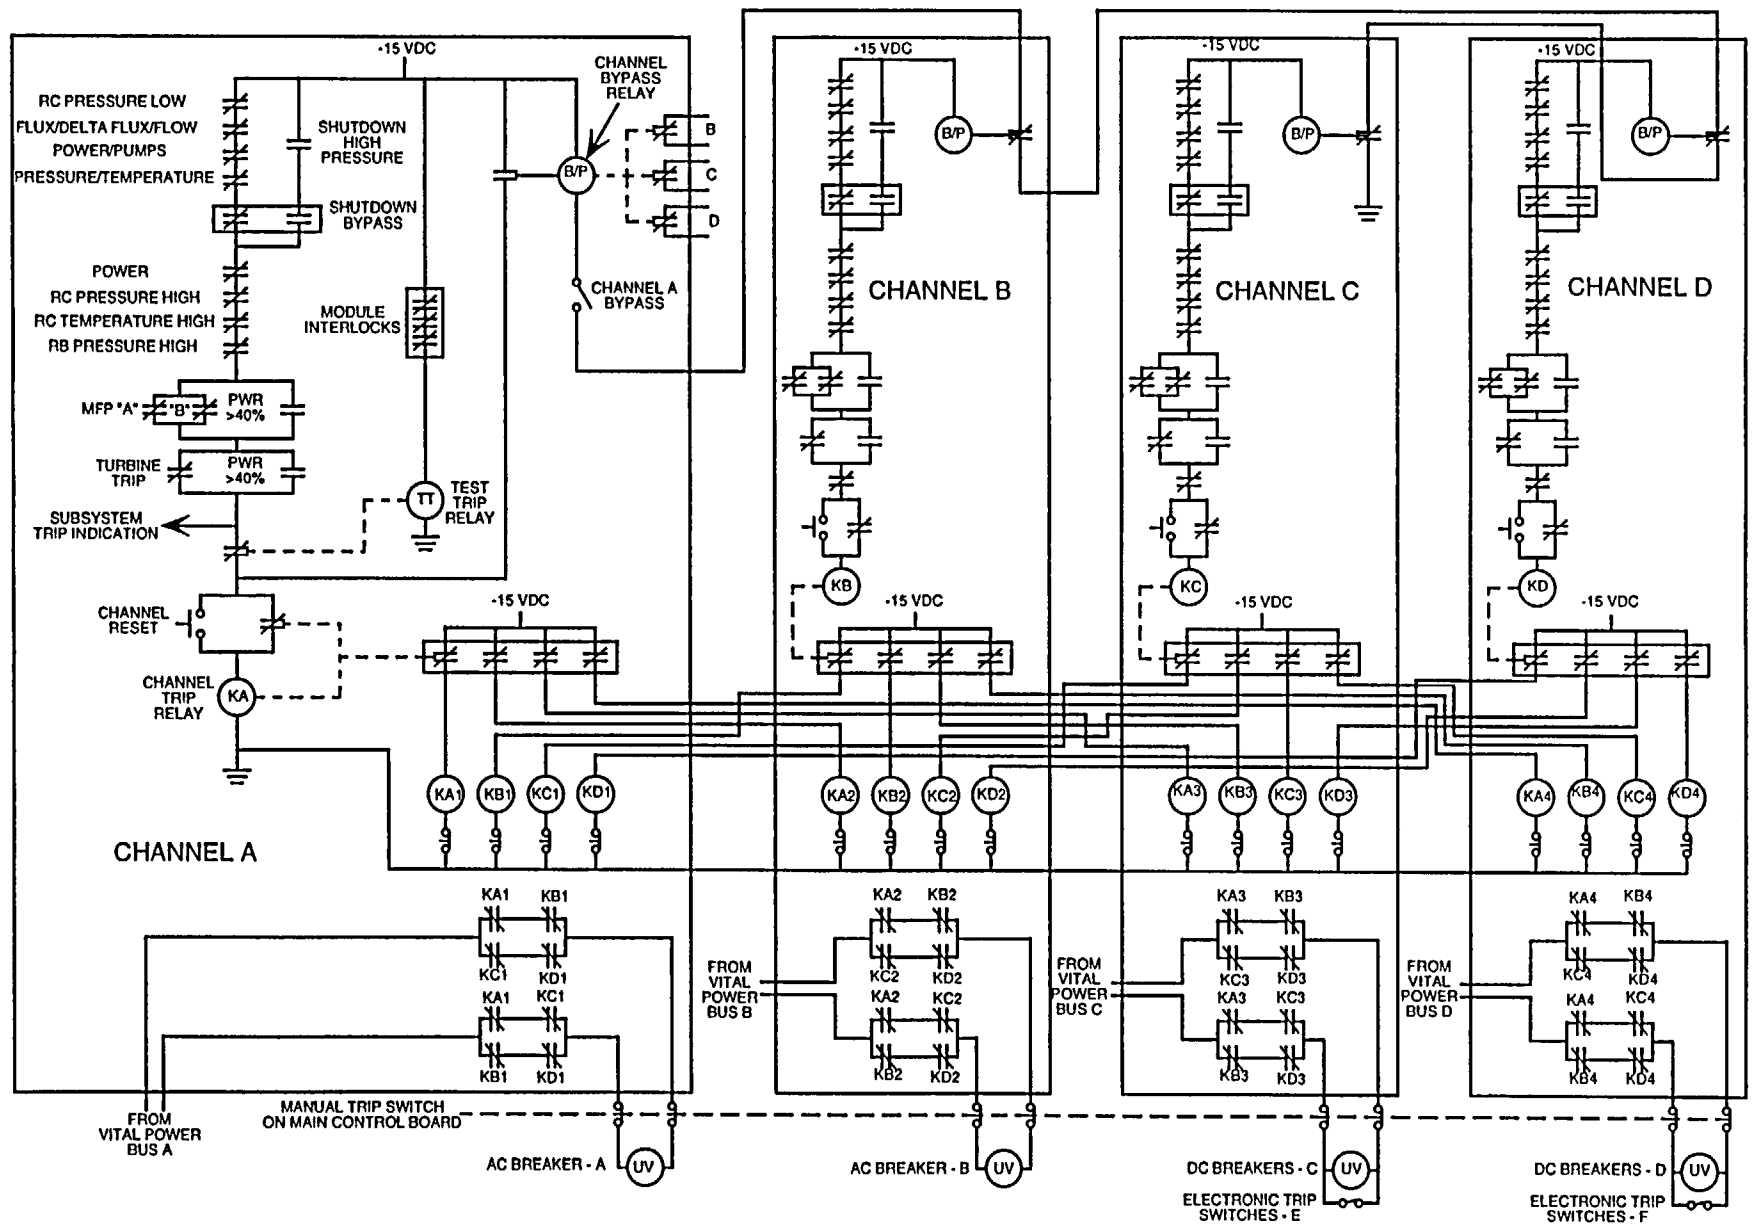 -15 VDC
RC PRESSURE LOW
FLUX/DELTA FLUX/FLOW
POWER/PUMPS
PRESSURE/TEMPERATURE
SHUTDOWN
HIGH
PRESSURE
SHUTDOWN
BYPASS
CHANNEL
BYPASS
RELAY
B/P
B
C
D
CHANNEL A
BYPASS
POWER
RC PRESSURE HIGH
RC TEMPERATURE HIGH
RB PRESSURE HIGH
MODULE
INTERLOCKS
MFP "A"
"B"
PWR
>40%
TURBINE
TRIP
PWR
>40%
SUBSYSTEM
TRIP INDICATION
TT
TEST
TRIP
RELAY
CHANNEL
RESET
CHANNEL
TRIP
RELAY
KA
-15 VDC
KA1
KB1
KC1
KD1
CHANNEL A
KA1
KB1
KC1
KD1
KA1
KC1
KB1
KD1
FROM
VITAL POWER
BUS A
MANUAL TRIP SWITCH
ON MAIN CONTROL BOARD
AC BREAKER - A
UV
-15 VDC
B/P
CHANNEL B
KB
-15 VDC
KA2
KB2
KC2
KD2
KA2
KB2
KC2
KD2
KA2
KC2
KB2
KD2
FROM
VITAL
POWER
BUS B
AC BREAKER - B
UV
-15 VDC
B/P
CHANNEL C
KC
-15 VDC
KA3
KB3
KC3
KD3
KA3
KB3
KC3
KD3
KA3
KC3
KB3
KD3
FROM
VITAL
POWER
BUS C
DC BREAKERS - C
UV
ELECTRONIC TRIP
SWITCHES - E
-15 VDC
B/P
CHANNEL D
KD
-15 VDC
KA4
KB4
KC4
KD4
KA4
KB4
KC4
KD4
KA4
KC4
KB4
KD4
FROM
VITAL
POWER
BUS D
DC BREAKERS - D
UV
ELECTRONIC TRIP
SWITCHES - F